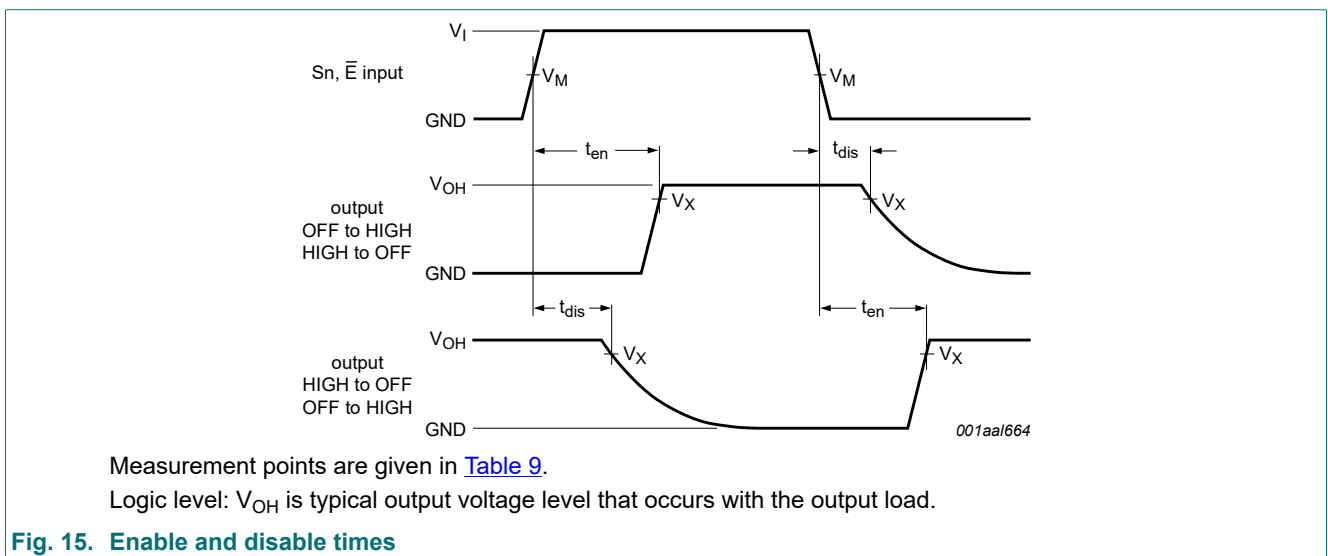 V_I
Sn, E̅ input
V_M
V_M
GND
t_en
t_dis
V_OH
V_X
V_X
output
OFF to HIGH
HIGH to OFF
GND
t_dis
t_en
V_OH
V_X
V_X
output
HIGH to OFF
OFF to HIGH
GND
001aal664
Measurement points are given in Table 9.
Logic level: V_OH is typical output voltage level that occurs with the output load.
Fig. 15. Enable and disable times